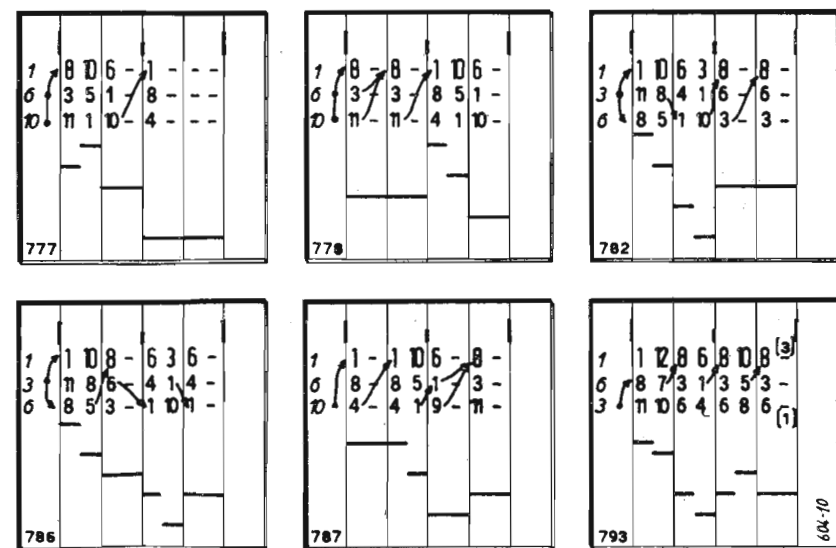 1 8 10 6 - 1 - - -
6 3 5 1 - 8 - - -
10 11 1 10 - 4 - - -
777
1 8 - 8 - 1 10 6 -
6 3 - 3 - 8 5 1 -
10 11 - 11 - 4 1 10 -
778
1 1 10 6 3 8 - 8 -
3 11 8 4 1 6 - 6 -
6 8 5 1 10 3 - 3 -
782
1 1 10 8 - 6 3 6 -
3 11 8 6 - 4 1 4 -
6 8 5 3 - 1 10 1 -
786
1 1 - 1 10 6 - 8 -
6 8 - 8 5 1 - 3 -
10 4 - 4 1 9 - 11 -
787
1 1 12 8 6 8 10 8 [3]
6 8 7 3 1 3 5 3 -
3 11 10 6 4 6 8 6 [1]
793
604-10